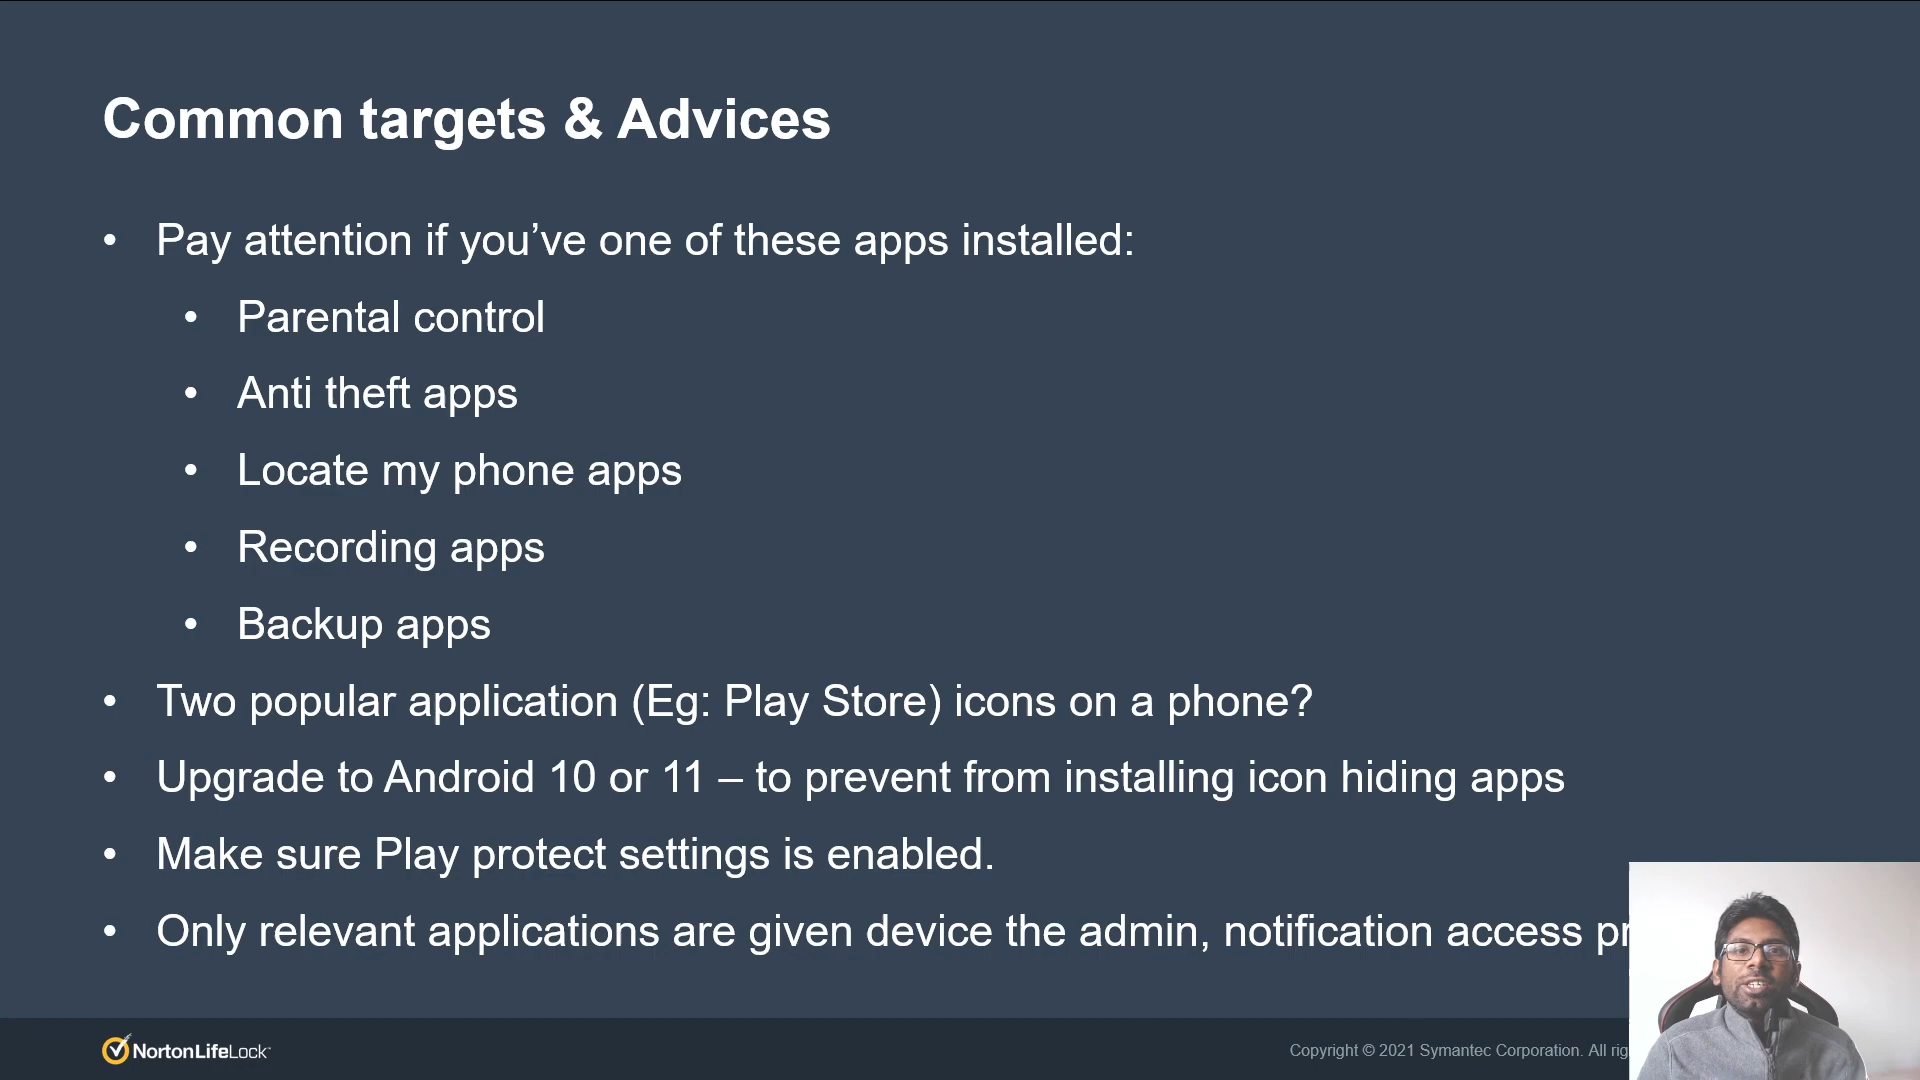 Common targets & Advices
• Pay attention if you’ve one of these apps installed:
• Parental control
• Anti theft apps
• Locate my phone apps
• Recording apps
• Backup apps
• Two popular application (Eg: Play Store) icons on a phone?
• Upgrade to Android 10 or 11 – to prevent from installing icon hiding apps
• Make sure Play protect settings is enabled.
• Only relevant applications are given device the admin, notification access
NortonLifeLock
Copyright © 2021 Symantec Corporation. All